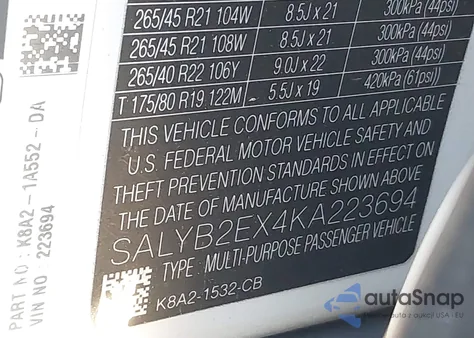 265/45 R21 104W 8.5J x 21 300kPa (44psi)
265/45 R21 108W 8.5J x 21 300kPa (44psi)
265/40 R22 106Y 9.0J x 22 300kPa (44psi)
T 175/80 R19 122M 5.5J x 19 420kPa (61psi)
THIS VEHICLE CONFORMS TO ALL APPLICABLE
U.S. FEDERAL MOTOR VEHICLE SAFETY AND
THEFT PREVENTION STANDARDS IN EFFECT ON
THE DATE OF MANUFACTURE SHOWN ABOVE
SALYB2EX4KA223694
TYPE : MULTI-PURPOSE PASSENGER VEHICLE
K8A2-1532-CB
PART NO : K8A2-1A552-DA
VIN NO : 223694
autoSnap
auta z aukcji USA i EU